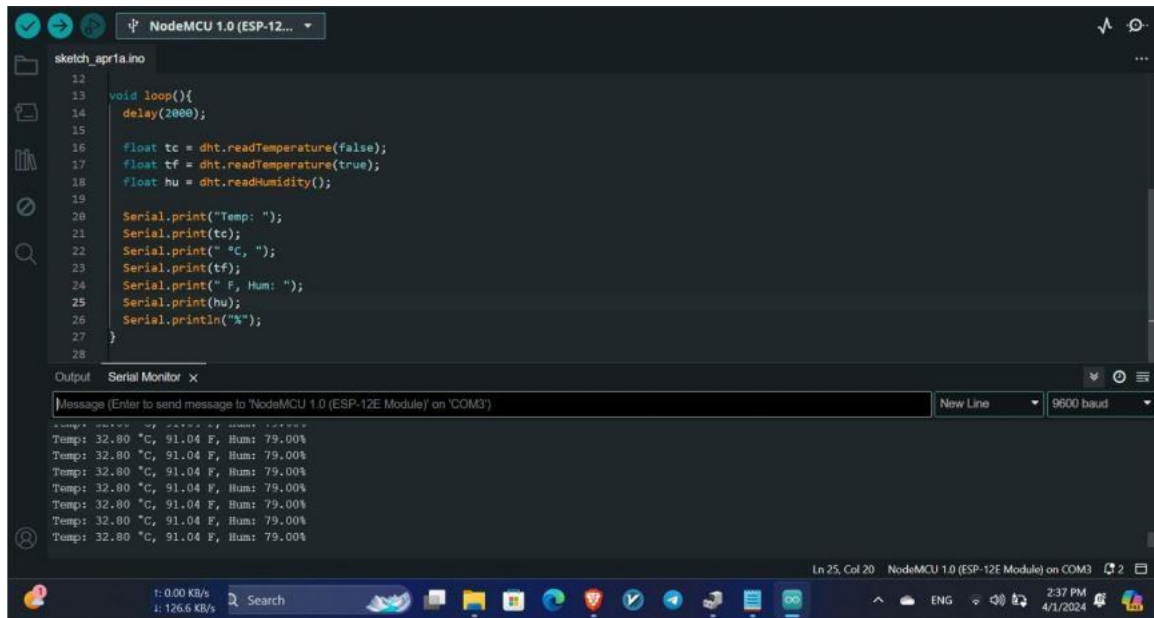 NodeMCU 1.0 (ESP-12...
sketch_apr1a.ino
...
12
13 void loop(){
14 delay(2000);
15
16 float tc = dht.readTemperature(false);
17 float tf = dht.readTemperature(true);
18 float hu = dht.readHumidity();
19
20 Serial.print("Temp: ");
21 Serial.print(tc);
22 Serial.print(" °C, ");
23 Serial.print(tf);
24 Serial.print(" F, Hum: ");
25 Serial.print(hu);
26 Serial.println("%");
27 }
28
Output Serial Monitor x
Message (Enter to send message to 'NodeMCU 1.0 (ESP-12E Module)' on 'COM3') New Line 9600 baud
Temp: 32.80 °C, 91.04 F, Hum: 79.00%
Temp: 32.80 °C, 91.04 F, Hum: 79.00%
Temp: 32.80 °C, 91.04 F, Hum: 79.00%
Temp: 32.80 °C, 91.04 F, Hum: 79.00%
Temp: 32.80 °C, 91.04 F, Hum: 79.00%
Temp: 32.80 °C, 91.04 F, Hum: 79.00%
Temp: 32.80 °C, 91.04 F, Hum: 79.00%
Ln 25, Col 20 NodeMCU 1.0 (ESP-12E Module) on COM3 2
1
↑: 0.00 KB/s
↓: 126.6 KB/s
Search
ENG
2:37 PM
4/1/2024